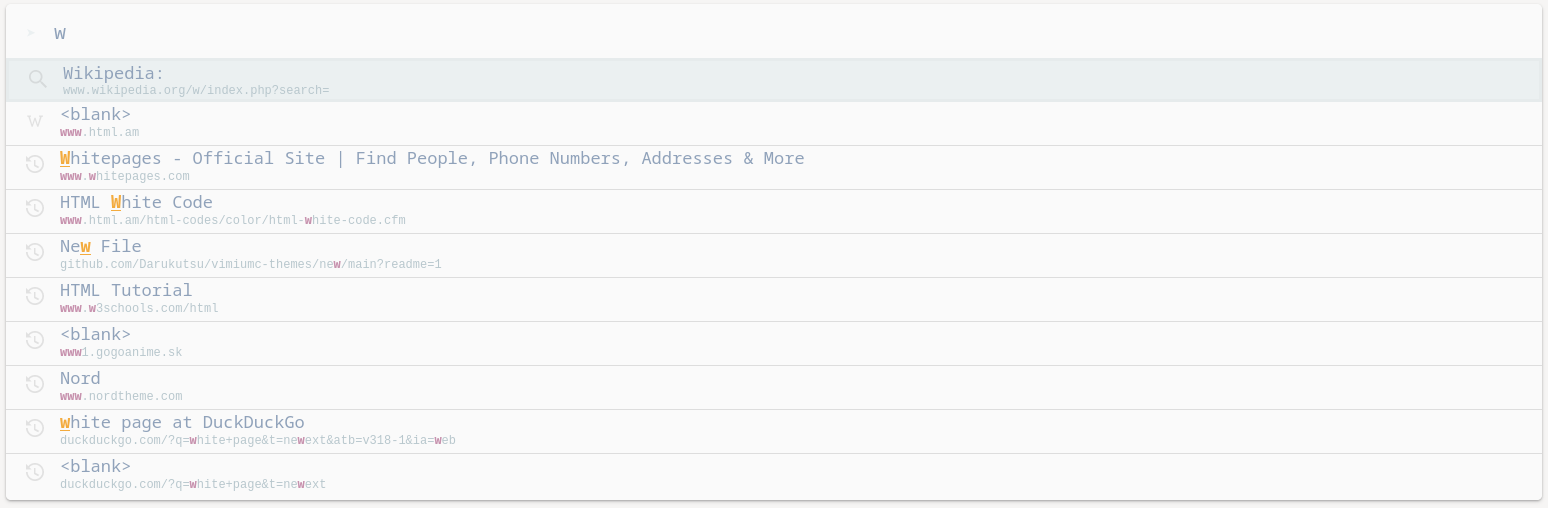 w
Wikipedia:
www.wikipedia.org/w/index.php?search=
<blank>
www.html.am
Whitepages - Official Site | Find People, Phone Numbers, Addresses & More
www.whitepages.com
HTML White Code
www.html.am/html-codes/color/html-white-code.cfm
New File
github.com/Darukutsu/vimiumc-themes/new/main?readme=1
HTML Tutorial
www.w3schools.com/html
<blank>
www1.gogoanime.sk
Nord
www.nordtheme.com
white page at DuckDuckGo
duckduckgo.com/?q=white+page&t=newext&atb=v318-1&ia=web
<blank>
duckduckgo.com/?q=white+page&t=newext